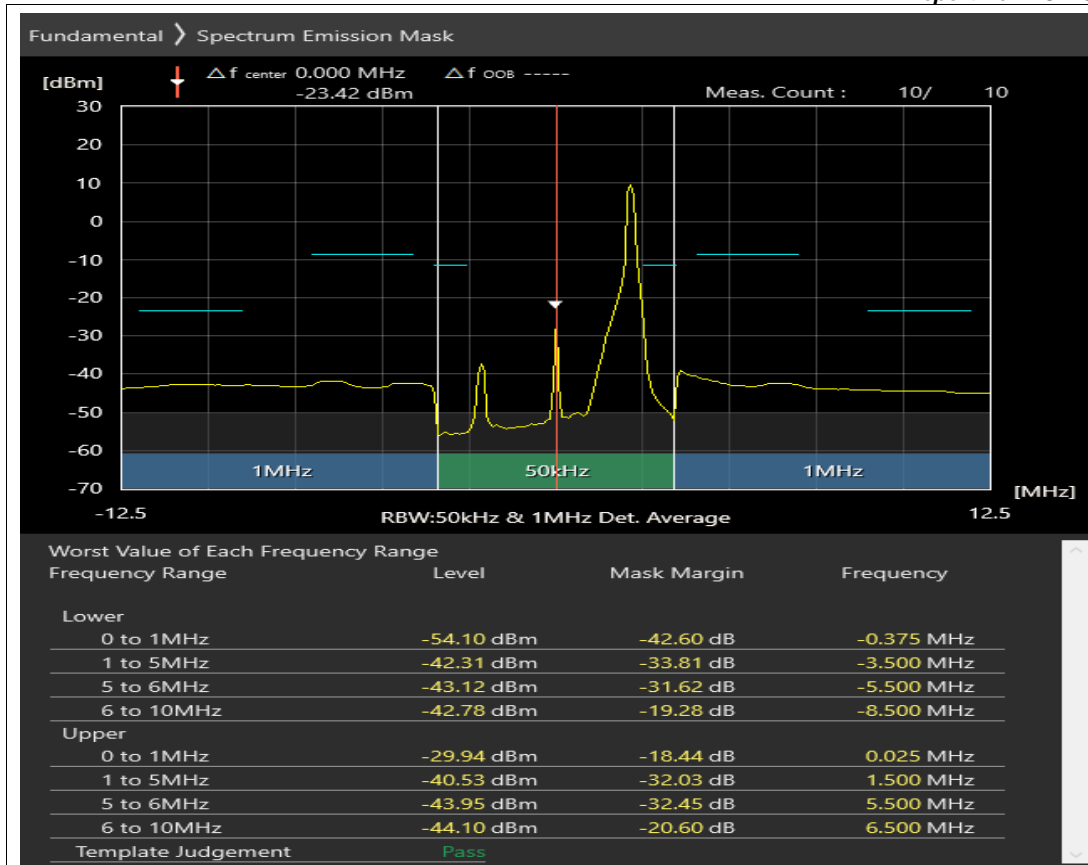 Fundamental ❯ Spectrum Emission Mask
[dBm] Δf center 0.000 MHz Δf OOB -----
-23.42 dBm Meas. Count : 10/ 10
30
20
10
0
-10
-20
-30
-40
-50
-60
1MHz 50kHz 1MHz
-70
[MHz]
-12.5 RBW:50kHz & 1MHz Det. Average 12.5
Worst Value of Each Frequency Range
Frequency Range Level Mask Margin Frequency
Lower
0 to 1MHz -54.10 dBm -42.60 dB -0.375 MHz
1 to 5MHz -42.31 dBm -33.81 dB -3.500 MHz
5 to 6MHz -43.12 dBm -31.62 dB -5.500 MHz
6 to 10MHz -42.78 dBm -19.28 dB -8.500 MHz
Upper
0 to 1MHz -29.94 dBm -18.44 dB 0.025 MHz
1 to 5MHz -40.53 dBm -32.03 dB 1.500 MHz
5 to 6MHz -43.95 dBm -32.45 dB 5.500 MHz
6 to 10MHz -44.10 dBm -20.60 dB 6.500 MHz
Template Judgement Pass